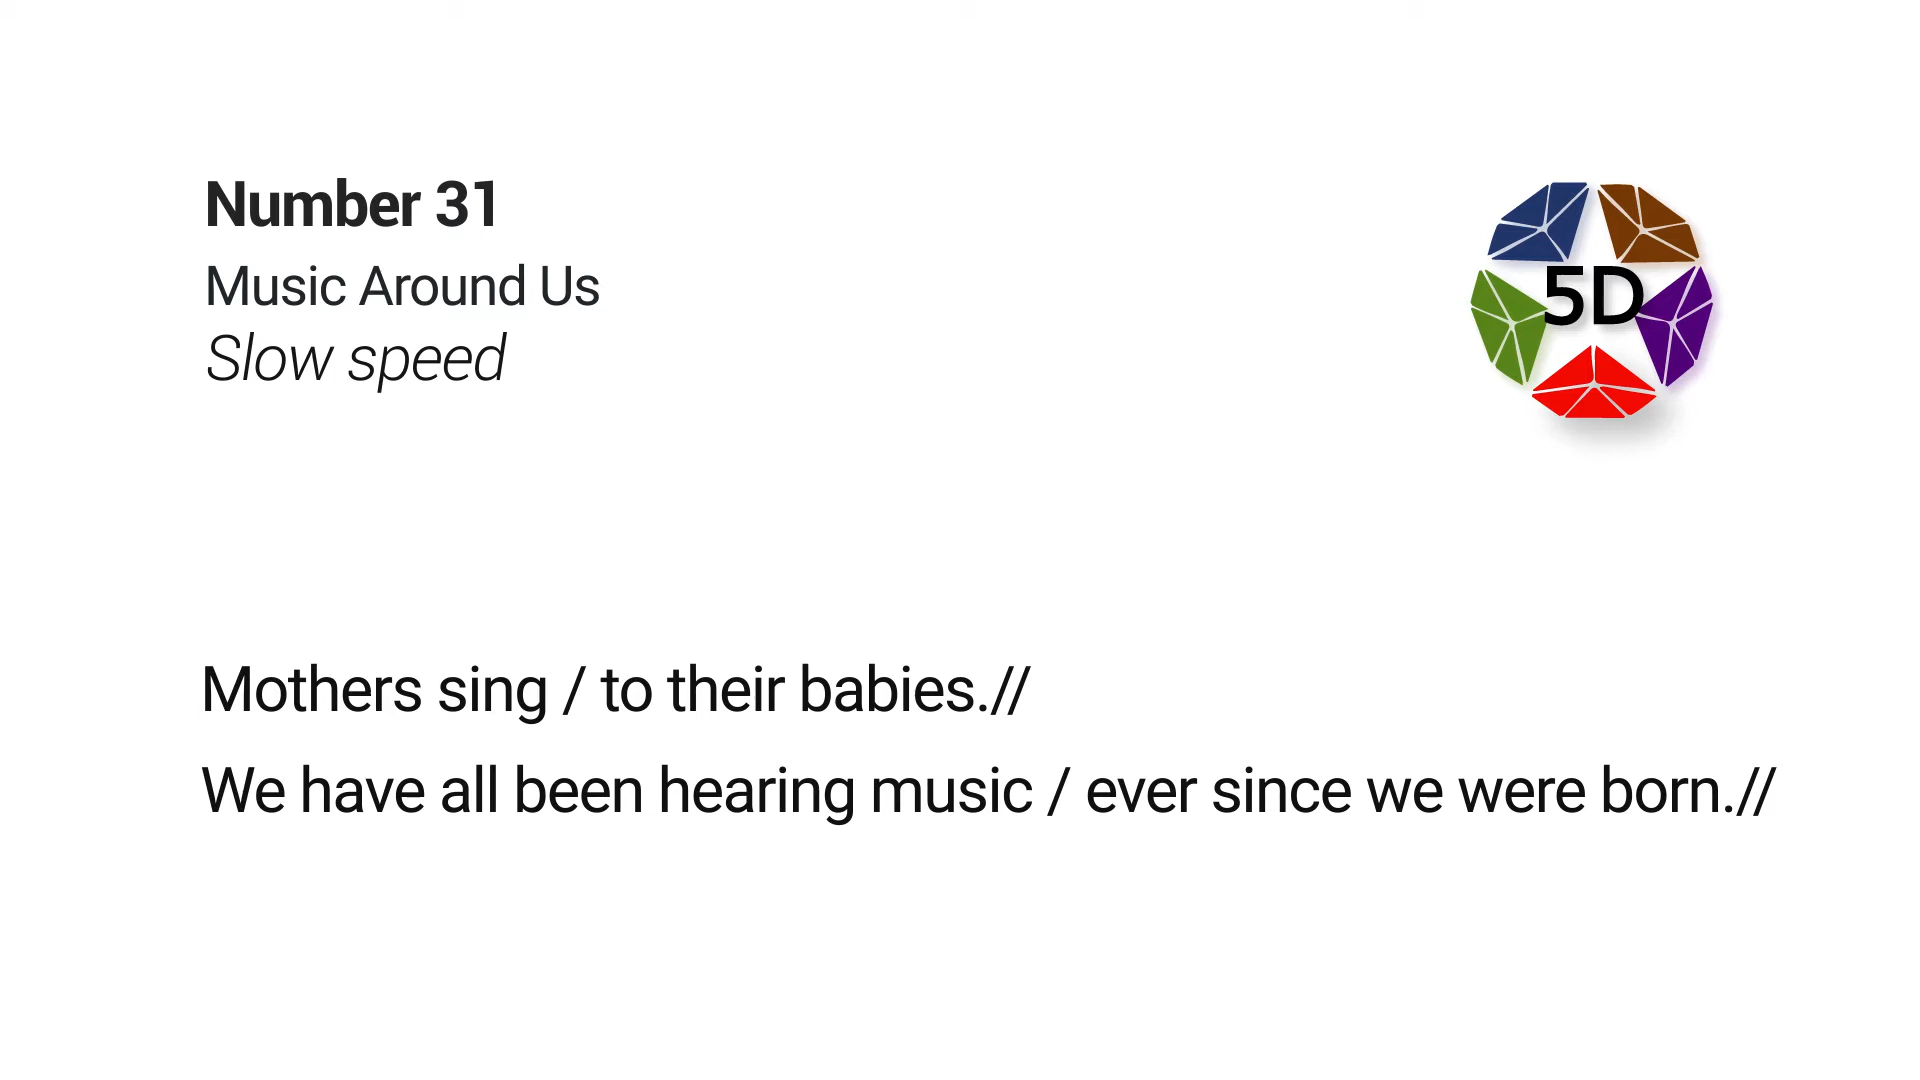 Number 31
Music Around Us
Slow speed
5D
Mothers sing / to their babies.//
We have all been hearing music / ever since we were born.//